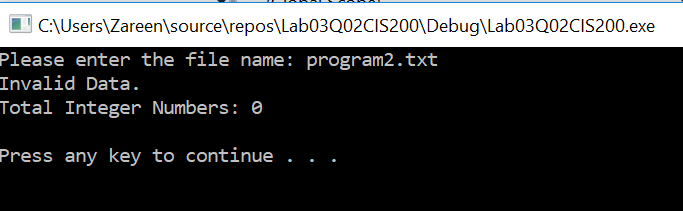 C:\Users\Zareen\source\repos\Lab03Q02CIS200\Debug\Lab03Q02CIS200.exe
Please enter the file name: program2.txt
Invalid Data.
Total Integer Numbers: 0
Press any key to continue . . .